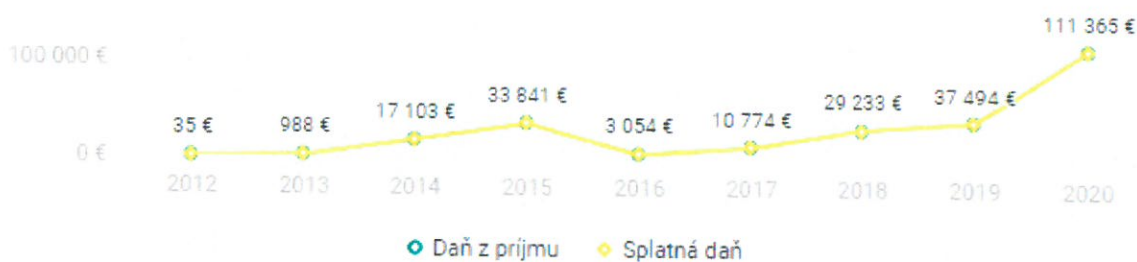 111 365 €
100 000 €
35 € 988 € 17 103 € 33 841 € 3 054 € 10 774 € 29 233 € 37 494 €
0 €
2012 2013 2014 2015 2016 2017 2018 2019 2020
Daň z príjmu Splatná daň